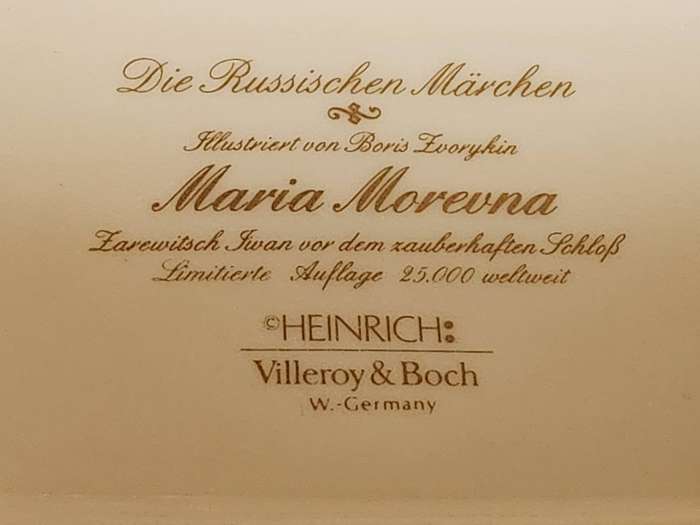 Die Russischen Märchen
Illustriert von Boris Zvorykin
Maria Morevna
Zarewitsch Iwan vor dem zauberhaften Schloß
Limitierte Auflage 25.000 weltweit
©HEINRICH:
Villeroy & Boch
W.-Germany